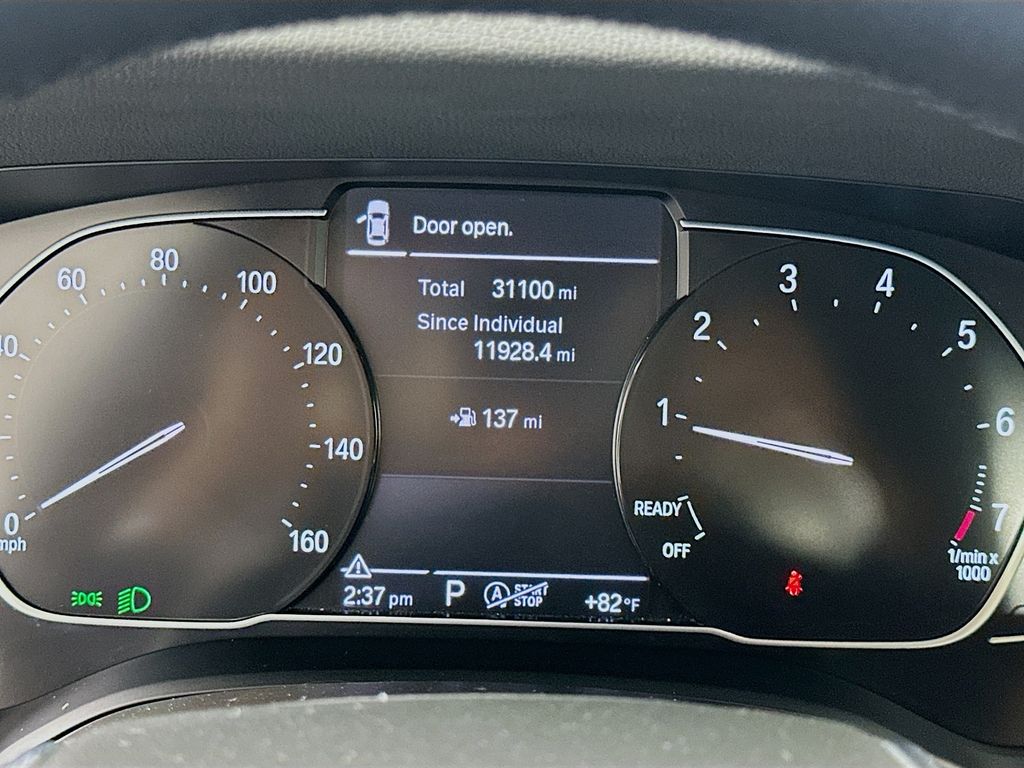 Door open.
Total 31100 mi
Since Individual
11928.4 mi
137 mi
2:37 pm P A START STOP +82°F
0 60 80 100 120 140 160
mph
1 2 3 4 5 6 7
READY
OFF
1/min x
1000